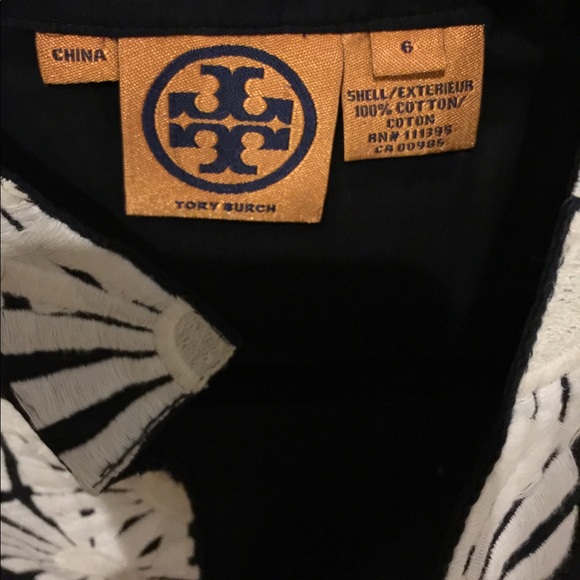 CHINA
TORY BURCH
6
SHELL/EXTERIEUR
100% COTTON/
COTON
RN# 111395
CA 00985